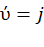 ύ = j